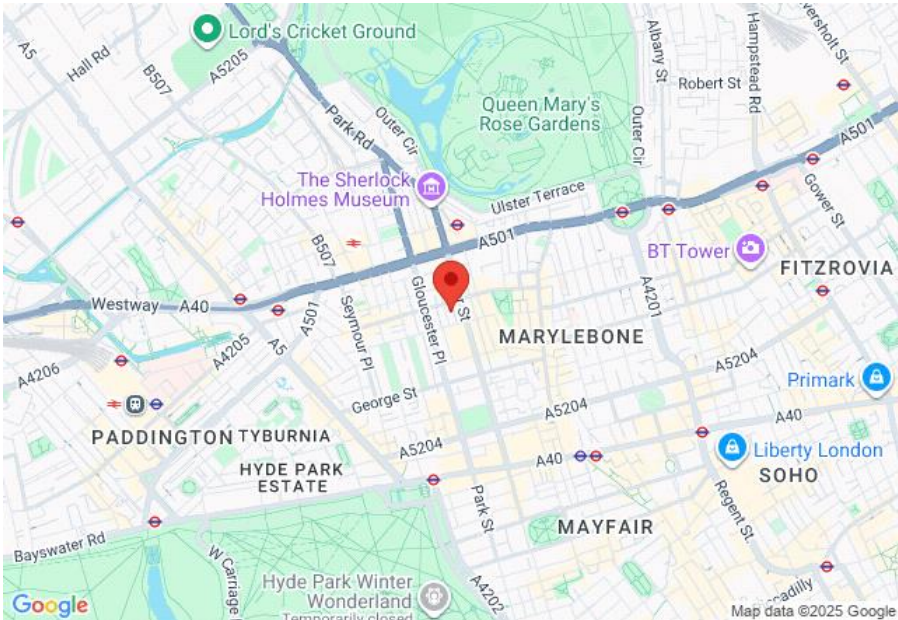 Lord's Cricket Ground
A5
Hall Rd
A5205
B507
Park Rd
Outer Cir
Queen Mary's
Rose Gardens
Outer Cir
Albany St
Robert St
Hampstead Rd
A501
The Sherlock
Holmes Museum
Ulster Terrace
Gower St
A501
BT Tower
FITZROVIA
B507
Westway
A40
A501
Seymour Pl
Gloucester Pl
St
MARYLEBONE
A4201
A4206
A4205
A5
George St
A5204
Primark
PADDINGTON
TYBURNIA
A5204
A5204
A40
A40
Liberty London
HYDE PARK
ESTATE
SOHO
Park St
MAYFAIR
Regent St.
Bayswater Rd
W Carriage
Hyde Park Winter
Wonderland
Temporarily closed
A4202
Google
Map data ©2025 Google